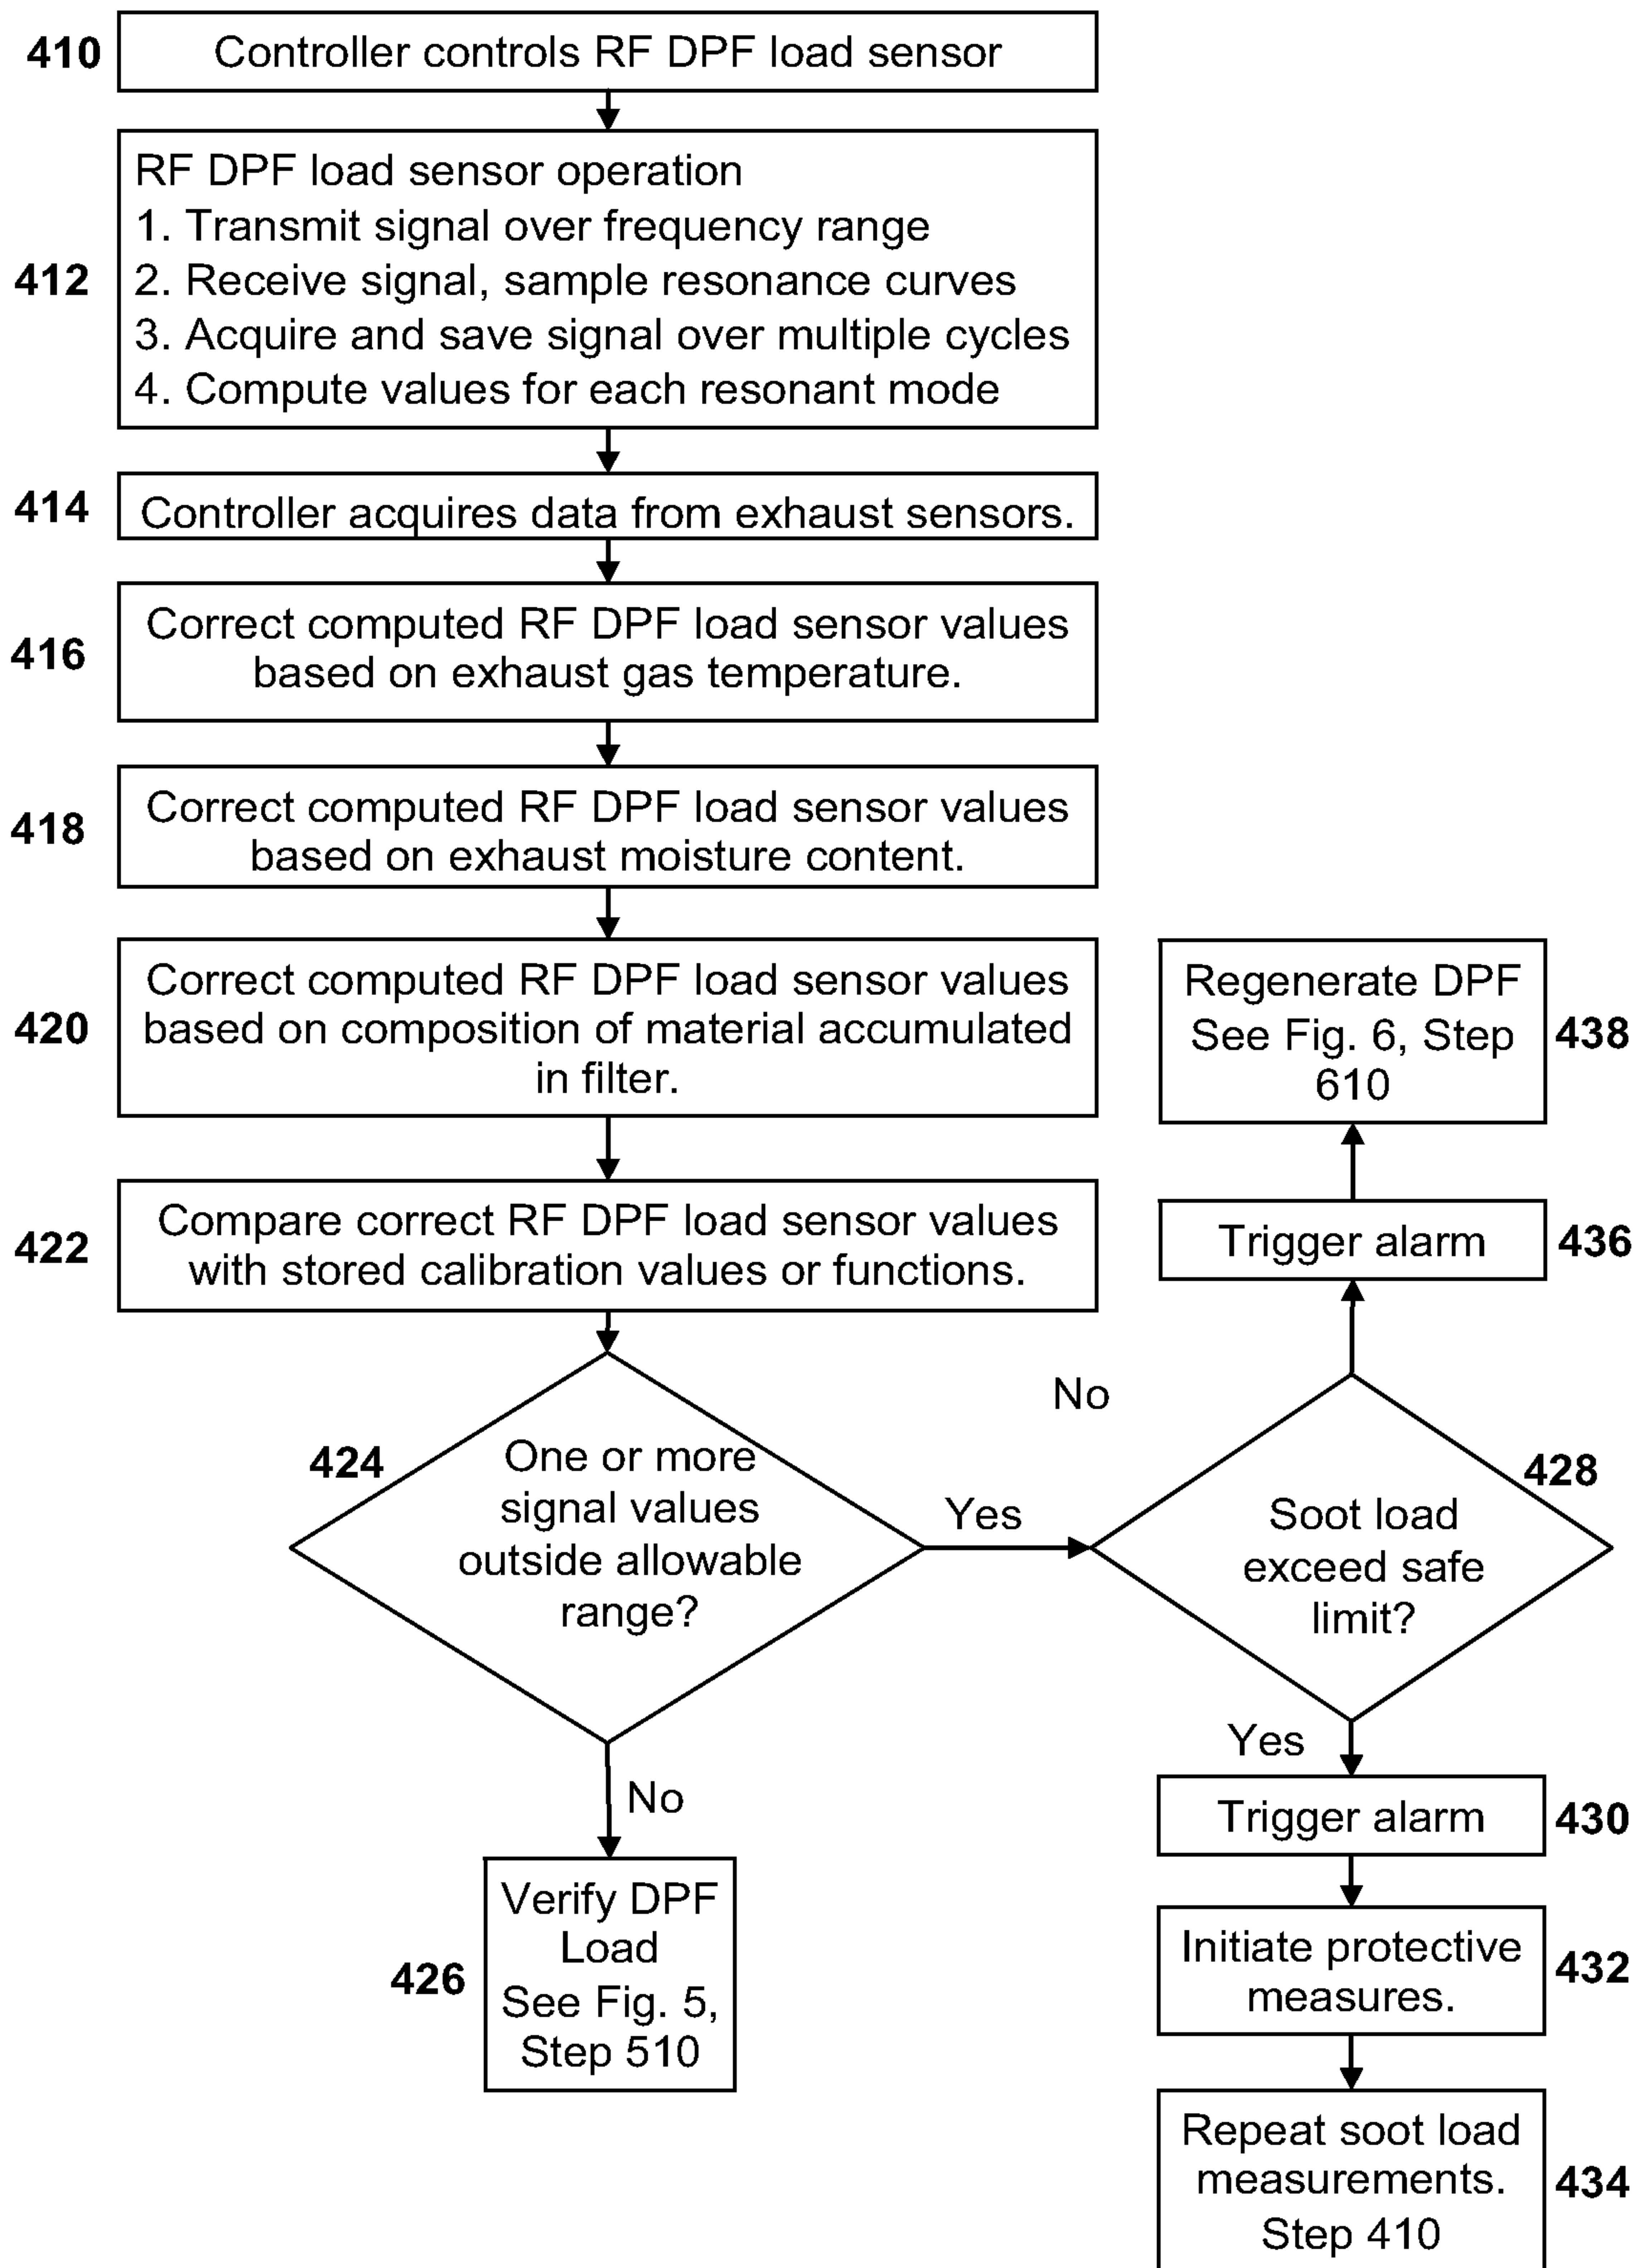 410
Controller controls RF DPF load sensor
412
RF DPF load sensor operation
1. Transmit signal over frequency range
2. Receive signal, sample resonance curves
3. Acquire and save signal over multiple cycles
4. Compute values for each resonant mode
414
Controller acquires data from exhaust sensors.
416
Correct computed RF DPF load sensor values
based on exhaust gas temperature.
418
Correct computed RF DPF load sensor values
based on exhaust moisture content.
420
Correct computed RF DPF load sensor values
based on composition of material accumulated
in filter.
422
Compare correct RF DPF load sensor values
with stored calibration values or functions.
424
One or more
signal values
outside allowable
range?
No
426
Verify DPF
Load
See Fig. 5,
Step 510
Yes
428
Soot load
exceed safe
limit?
No
Trigger alarm
436
Regenerate DPF
See Fig. 6, Step
610
438
Yes
Trigger alarm
430
Initiate protective
measures.
432
Repeat soot load
measurements.
Step 410
434